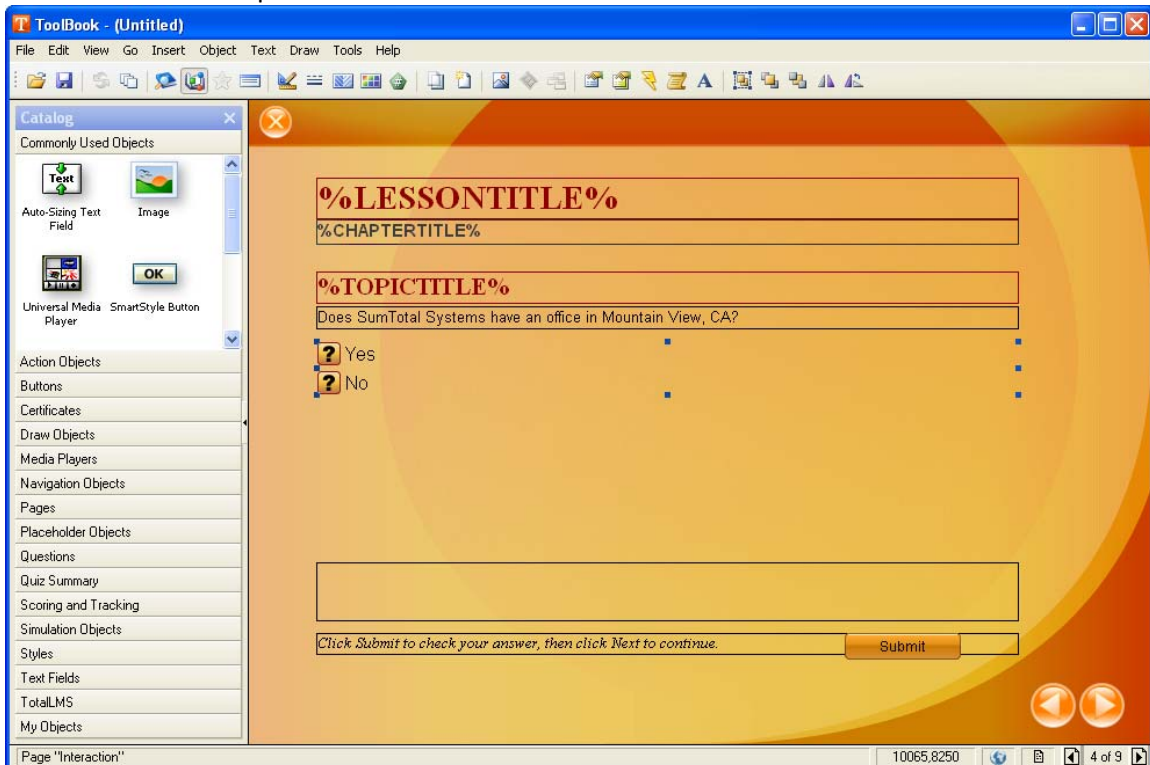 ToolBook - (Untitled)
File Edit View Go Insert Object Text Draw Tools Help
Catalog
Commonly Used Objects
Text
Auto-Sizing Text
Field
Image
OK
Universal Media
Player
SmartStyle Button
Action Objects
Buttons
Certificates
Draw Objects
Media Players
Navigation Objects
Pages
Placeholder Objects
Questions
Quiz Summary
Scoring and Tracking
Simulation Objects
Styles
Text Fields
TotalLMS
My Objects
%LESSONTITLE%
%CHAPTERTITLE%
%TOPICTITLE%
Does SumTotal Systems have an office in Mountain View, CA?
? Yes
? No
Click Submit to check your answer, then click Next to continue.
Submit
Page "Interaction"
10065,8250
4 of 9